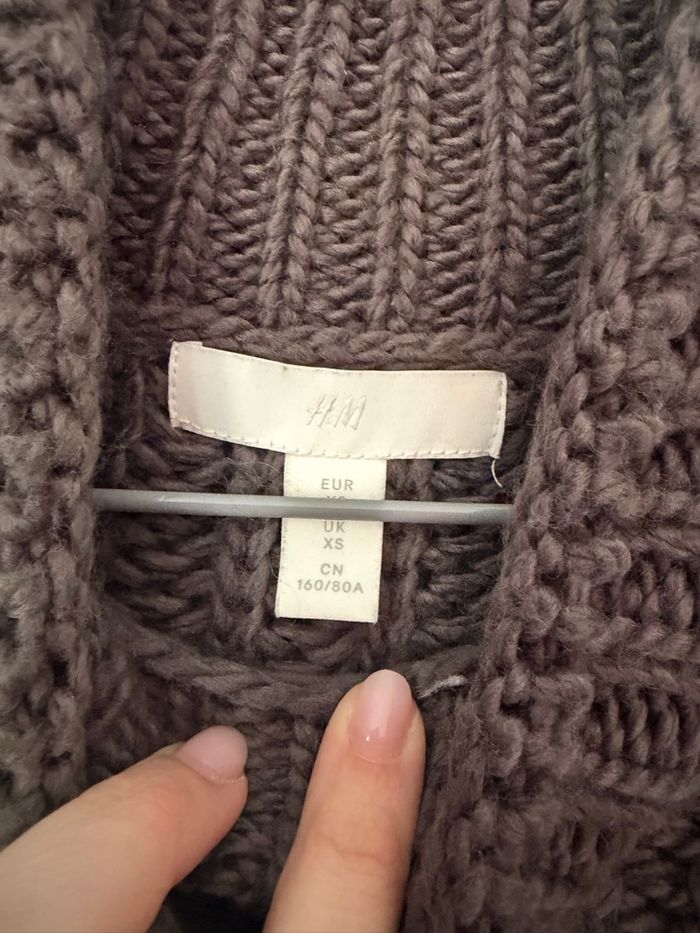 H&M
EUR
UK
XS
CN
160/80A